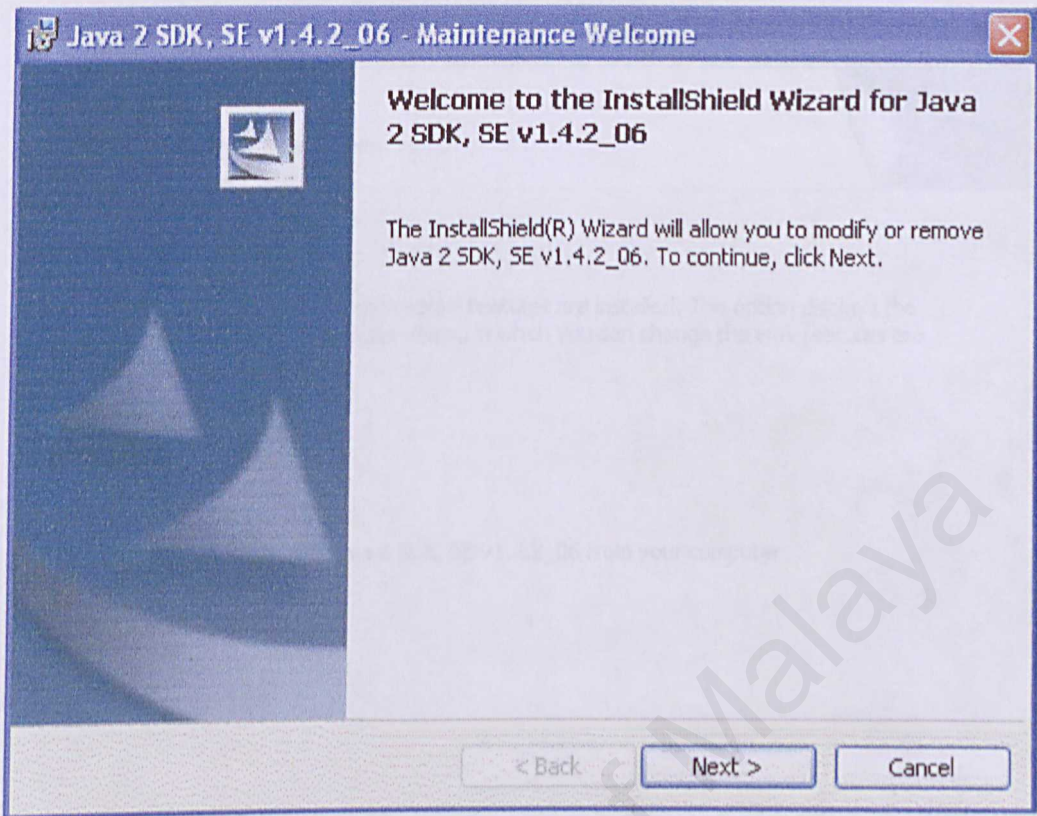 Java 2 SDK, SE v1.4.2_06 - Maintenance Welcome
Welcome to the InstallShield Wizard for Java
2 SDK, SE v1.4.2_06
The InstallShield(R) Wizard will allow you to modify or remove
Java 2 SDK, SE v1.4.2_06. To continue, click Next.
< Back
Next >
Cancel
Malaya